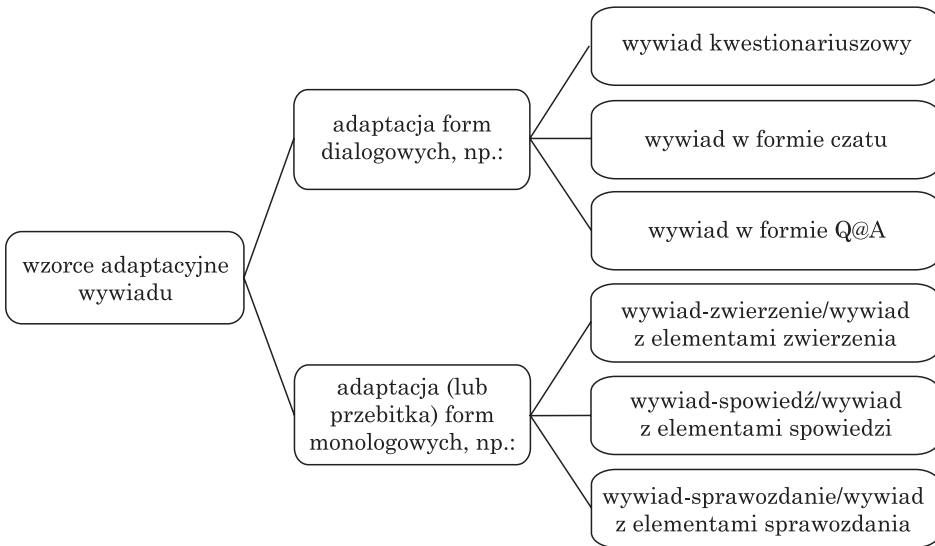 wzorce adaptacyjne
wywiadu
adaptacja form
dialogowych, np.:
wywiad kwestionariuszowy
wywiad w formie czatu
wywiad w formie Q@A
adaptacja (lub
przebitka) form
monologowych, np.:
wywiad-zwierzenie/wywiad
z elementami zwierzenia
wywiad-spowiedź/wywiad
z elementami spowiedzi
wywiad-sprawozdanie/wywiad
z elementami sprawozdania